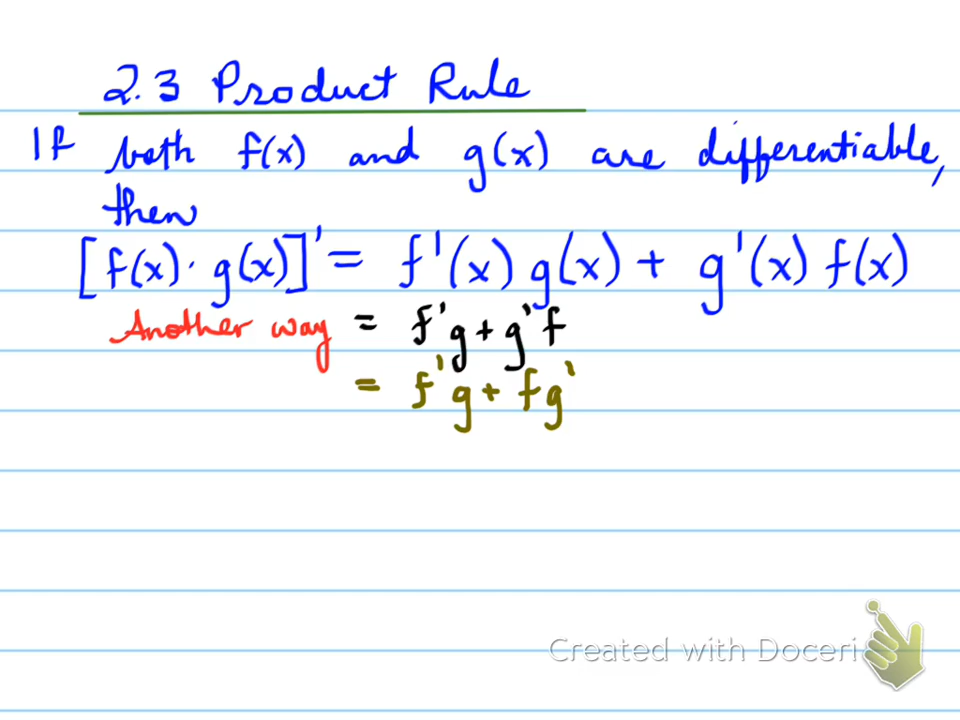 2.3 Product Rule
If both f(x) and g(x) are differentiable,
then
[f(x) · g(x)]' = f'(x) g(x) + g'(x) f(x)
Another way = f'g + g'f
= f'g + fg'
Created with Doceri